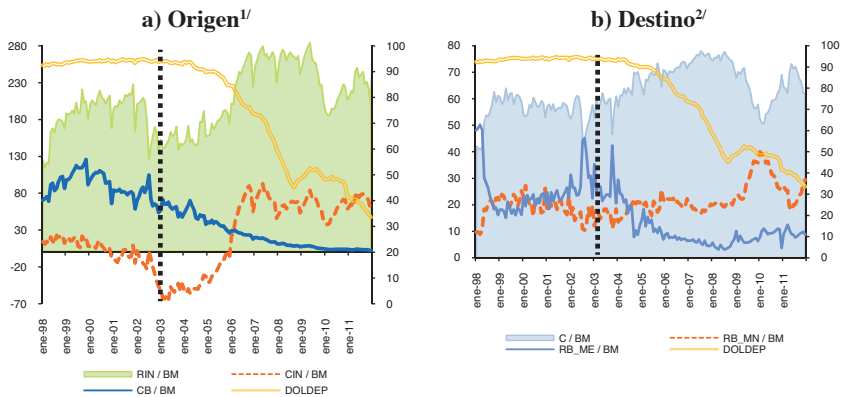 a) Origen1/
280
230
180
130
80
30
-20
-70
100
90
80
70
60
50
40
30
20
10
0
ene-98
ene-99
ene-00
ene-01
ene-02
ene-03
ene-04
ene-05
ene-06
ene-07
ene-08
ene-09
ene-10
ene-11
RIN / BM
CIN / BM
CB / BM
DOLDEP
b) Destino2/
80
70
60
50
40
30
20
10
0
100
90
80
70
60
50
40
30
20
10
0
ene-98
ene-99
ene-00
ene-01
ene-02
ene-03
ene-04
ene-05
ene-06
ene-07
ene-08
ene-09
ene-10
ene-11
C / BM
RB_MN / BM
RB_ME / BM
DOLDEP